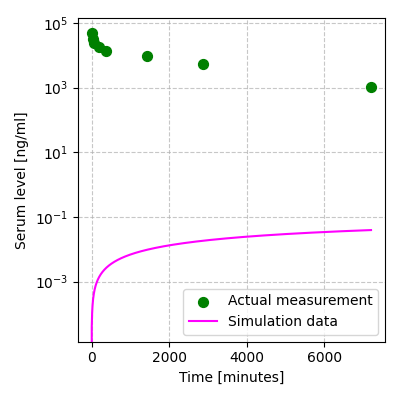 10^5
10^3
10^1
10^-1
10^-3
Serum level [ng/ml]
Actual measurement
Simulation data
0 2000 4000 6000
Time [minutes]